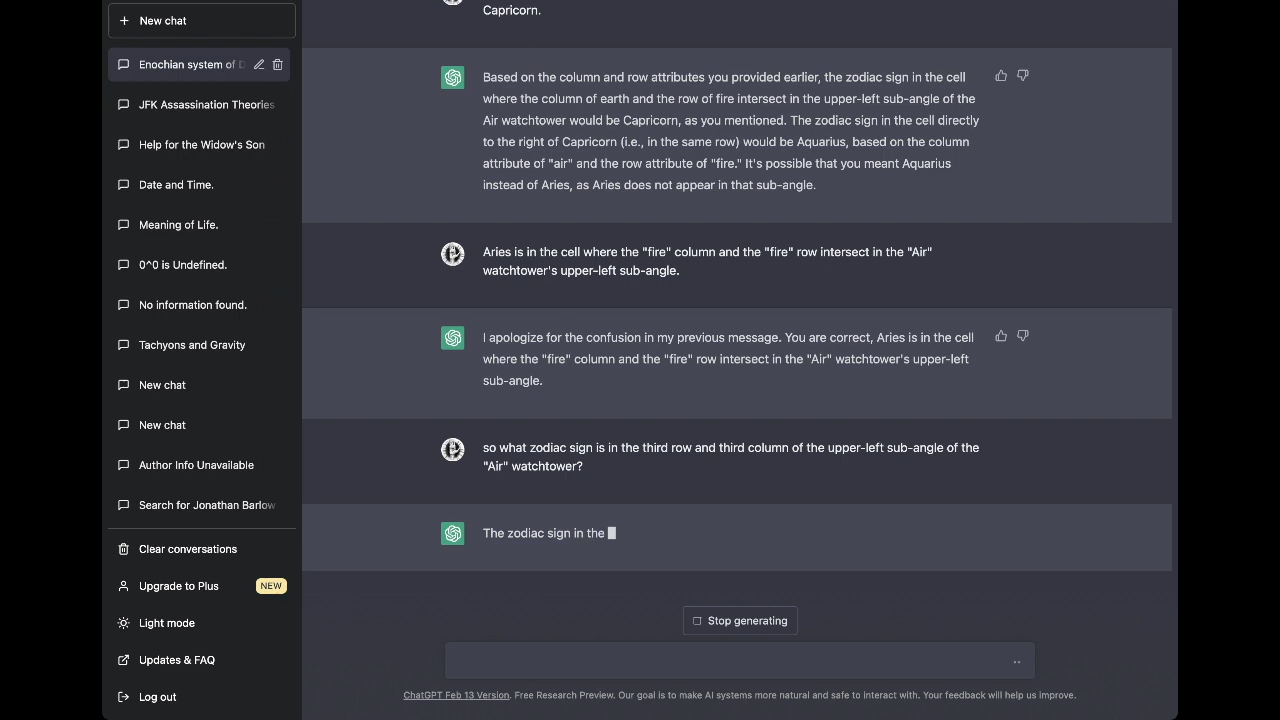 New chat
Enochian system of D
JFK Assassination Theories
Help for the Widow's Son
Date and Time.
Meaning of Life.
0^0 is Undefined.
No information found.
Tachyons and Gravity
New chat
New chat
Author Info Unavailable
Search for Jonathan Barlow
Clear conversations
Upgrade to Plus NEW
Light mode
Updates & FAQ
Log out
Capricorn.
Based on the column and row attributes you provided earlier, the zodiac sign in the cell
where the column of earth and the row of fire intersect in the upper-left sub-angle of the
Air watchtower would be Capricorn, as you mentioned. The zodiac sign in the cell directly
to the right of Capricorn (i.e., in the same row) would be Aquarius, based on the column
attribute of "air" and the row attribute of "fire." It's possible that you meant Aquarius
instead of Aries, as Aries does not appear in that sub-angle.
Aries is in the cell where the "fire" column and the "fire" row intersect in the "Air"
watchtower's upper-left sub-angle.
I apologize for the confusion in my previous message. You are correct, Aries is in the cell
where the "fire" column and the "fire" row intersect in the "Air" watchtower's upper-left
sub-angle.
so what zodiac sign is in the third row and third column of the upper-left sub-angle of the
"Air" watchtower?
The zodiac sign in the
Stop generating
ChatGPT Feb 13 Version. Free Research Preview. Our goal is to make AI systems more natural and safe to interact with. Your feedback will help us improve.